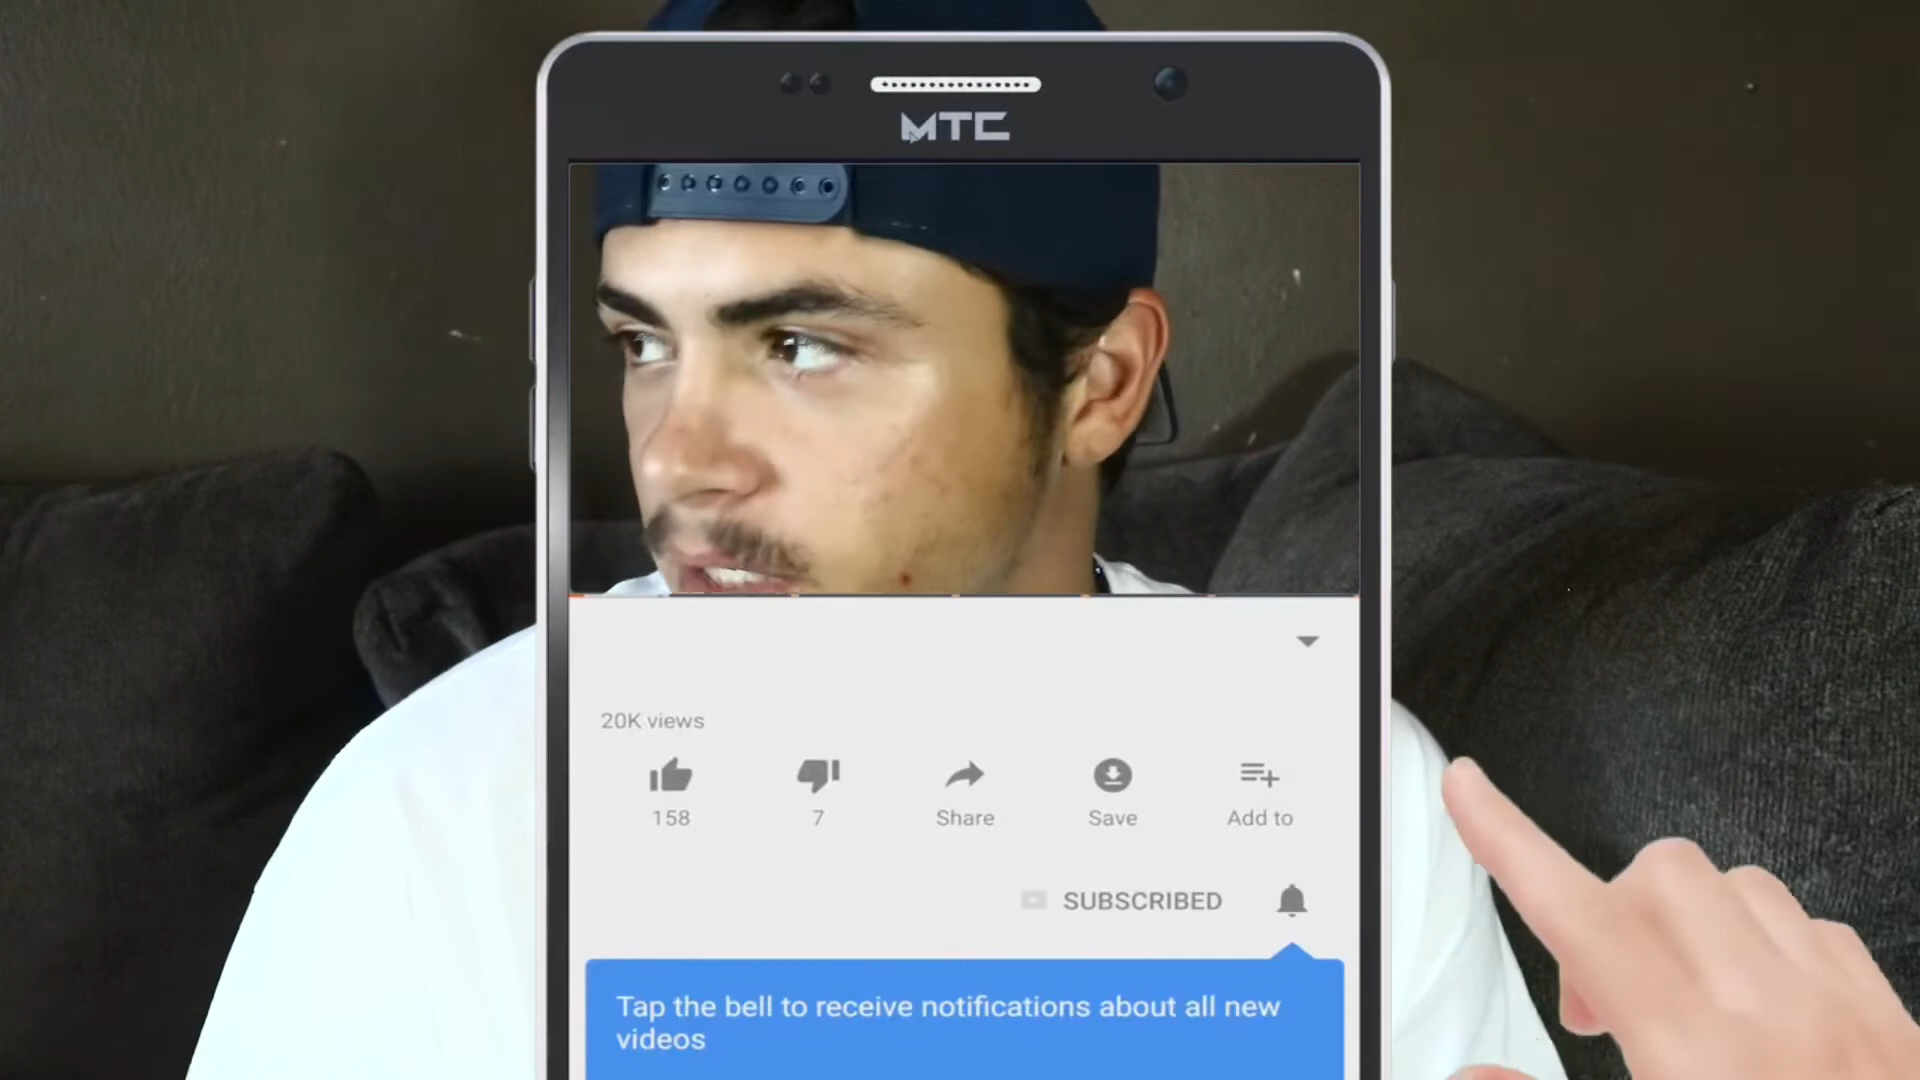 MTC
20K views
158
7
Share
Save
Add to
SUBSCRIBED
Tap the bell to receive notifications about all new
videos